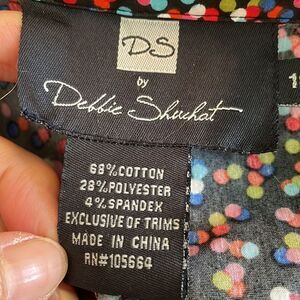 DS
by
Debbie Shuchat
68% COTTON
28% POLYESTER
4% SPANDEX
EXCLUSIVE OF TRIMS
MADE IN CHINA
RN#105664